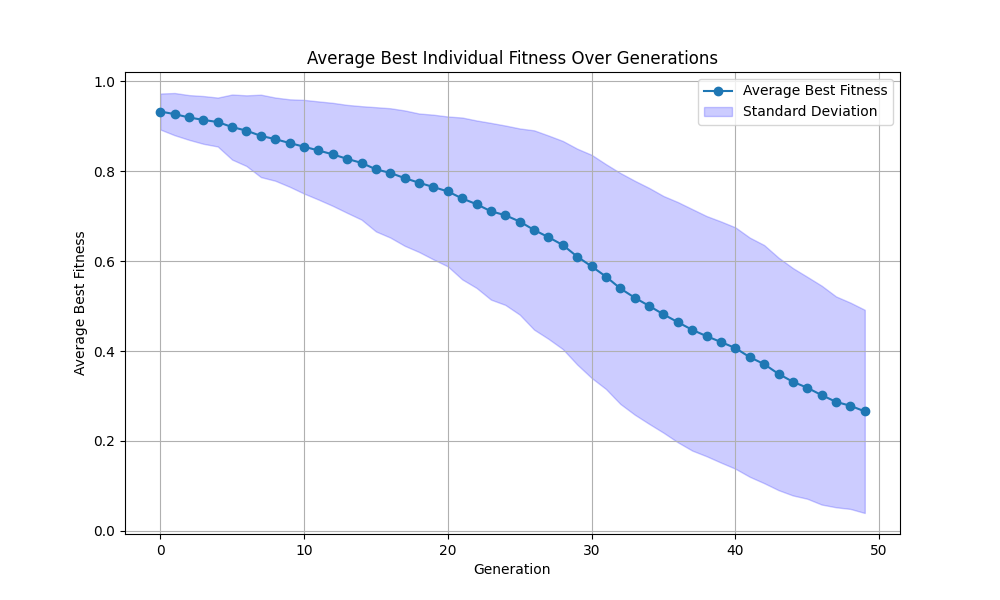 Average Best Individual Fitness Over Generations
Average Best Fitness
Standard Deviation
Average Best Fitness
1.0
0.8
0.6
0.4
0.2
0.0
0 10 20 30 40 50
Generation